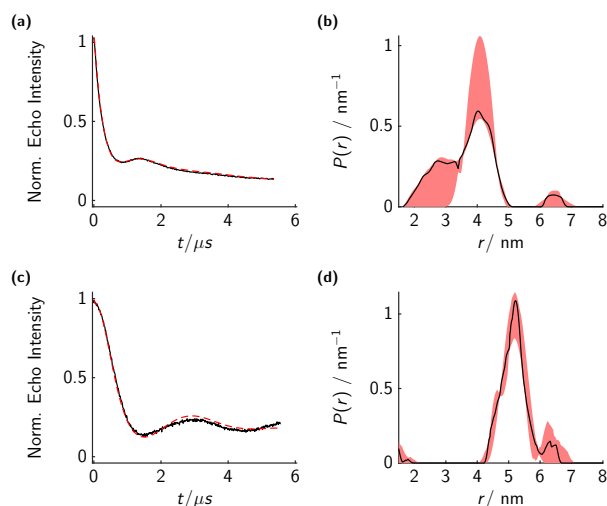 (a)
1
0.5
0
Norm. Echo Intensity
0 2 4 6
t/μs
(b)
1
0.5
0
P(r) / nm⁻¹
2 3 4 5 6 7 8
r/ nm
(c)
1
0.5
0
Norm. Echo Intensity
0 2 4 6
t/μs
(d)
1
0.5
0
P(r) / nm⁻¹
2 3 4 5 6 7 8
r/ nm